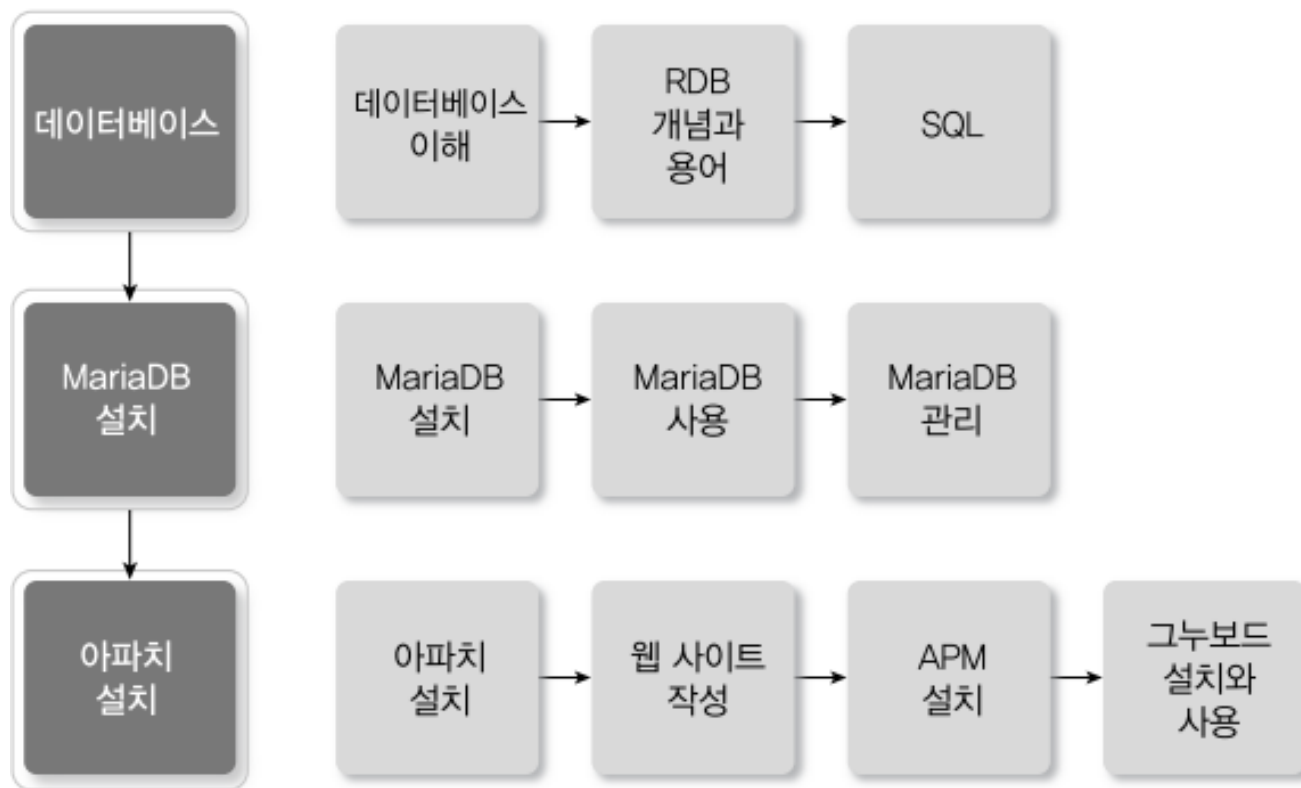 데이터베이스
데이터베이스
이해
RDB
개념과
용어
SQL
MariaDB
설치
MariaDB
설치
MariaDB
사용
MariaDB
관리
아파치
설치
아파치
설치
웹 사이트
작성
APM
설치
그누보드
설치와
사용